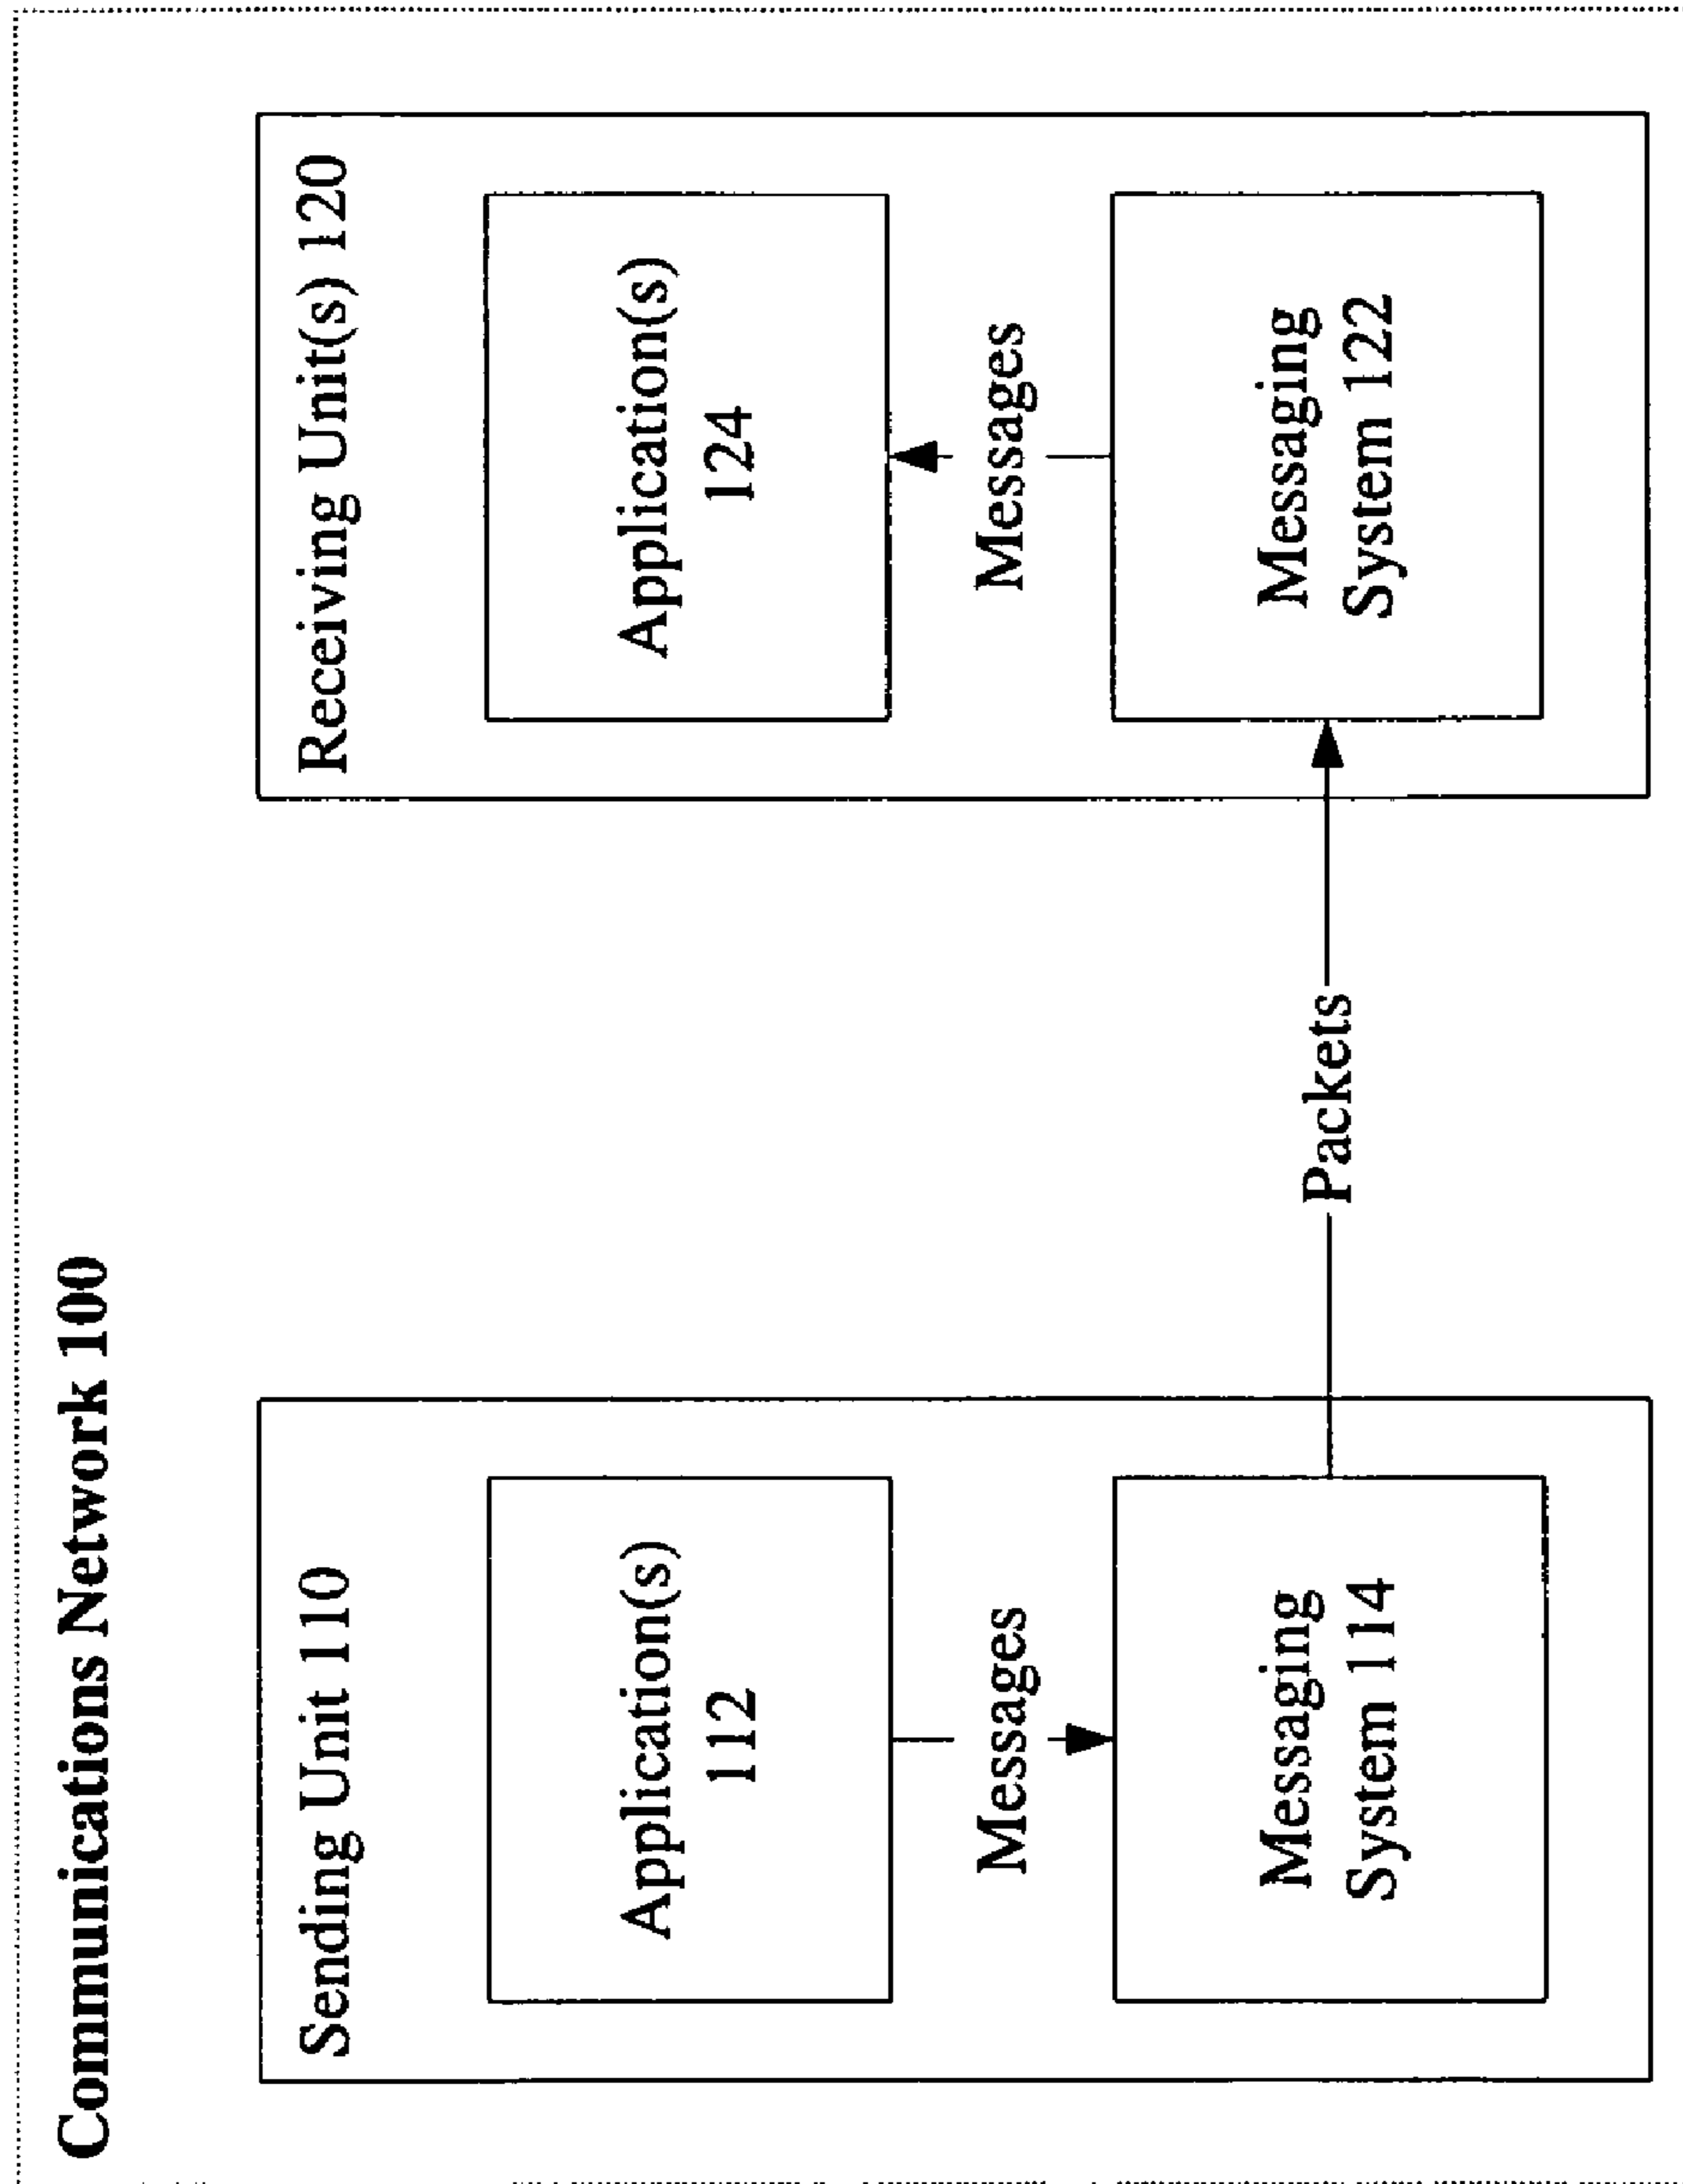 Communications Network 100
Sending Unit 110
Application(s)
112
Messages
Messaging
System 114
Packets
Receiving Unit(s) 120
Application(s)
124
Messages
Messaging
System 122